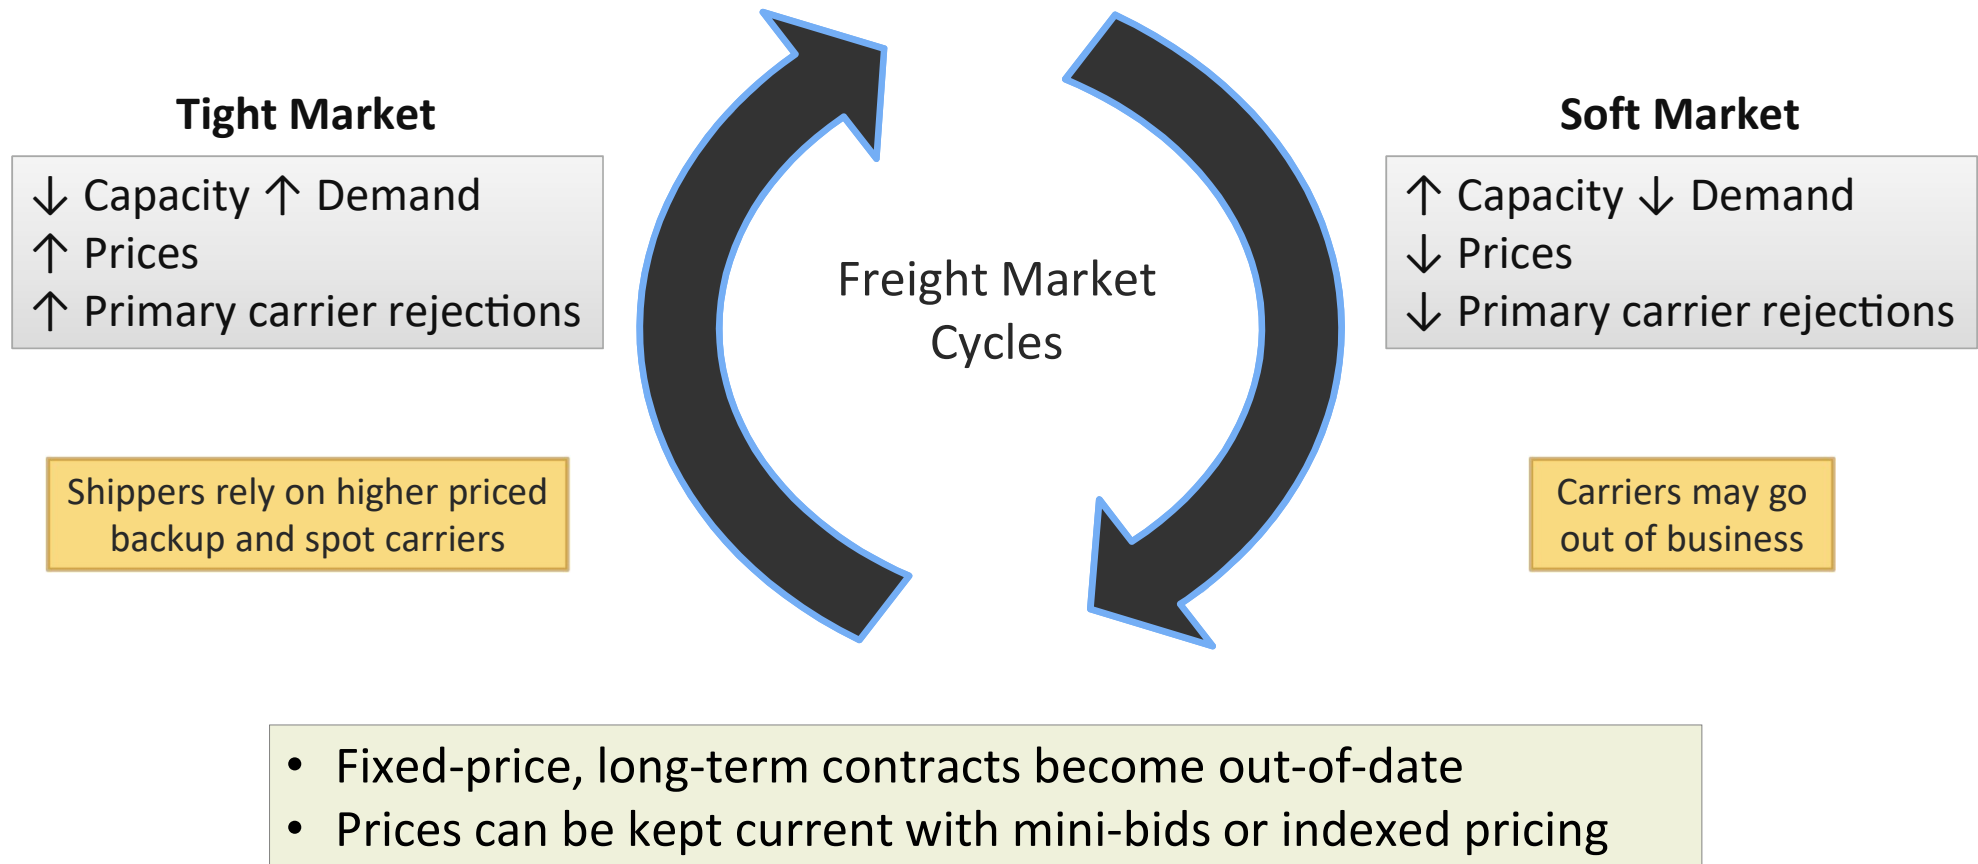 Tight Market
↓ Capacity ↑ Demand
↑ Prices
↑ Primary carrier rejections
Shippers rely on higher priced
backup and spot carriers
Freight Market
Cycles
Soft Market
↑ Capacity ↓ Demand
↓ Prices
↓ Primary carrier rejections
Carriers may go
out of business
• Fixed-price, long-term contracts become out-of-date
• Prices can be kept current with mini-bids or indexed pricing